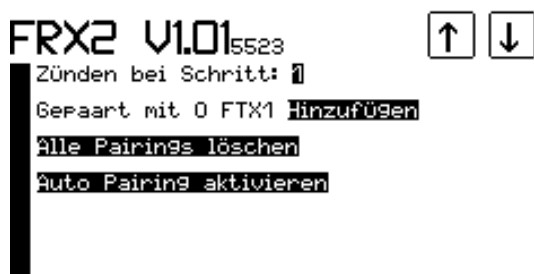 FRX2 V1.01 5523
Zünden bei Schritt: 1
Gepaart mit 0 FTX1 Hinzufügen
Alle Pairings löschen
Auto Pairing aktivieren